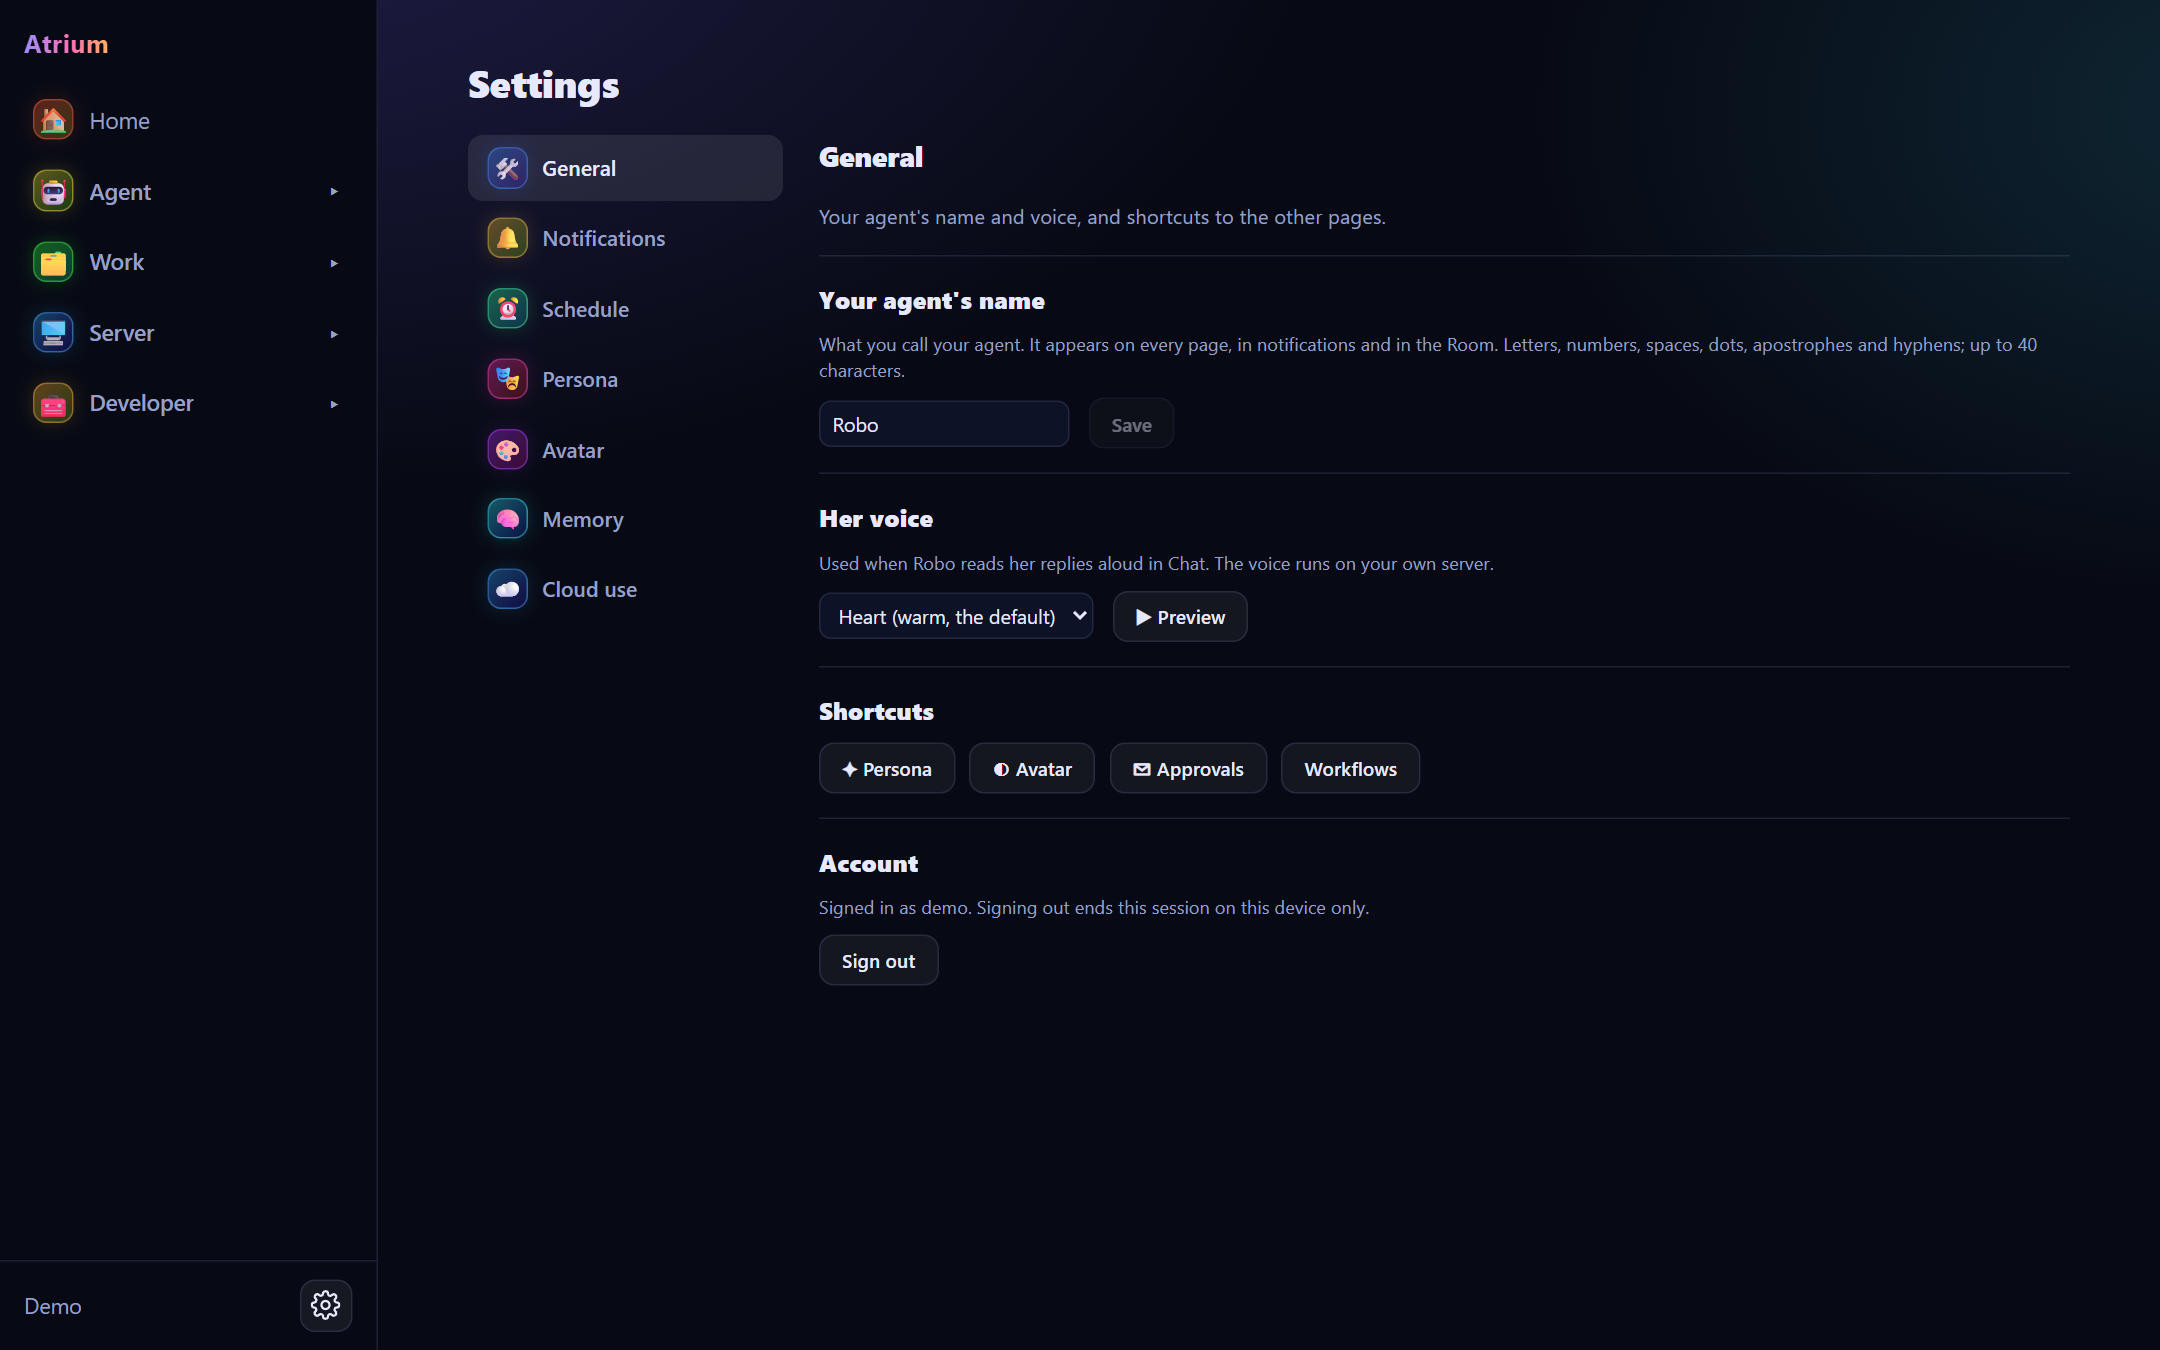 Atrium
Home
Agent
Work
Server
Developer
Demo
Settings
General
Notifications
Schedule
Persona
Avatar
Memory
Cloud use
General
Your agent's name and voice, and shortcuts to the other pages.
Your agent's name
What you call your agent. It appears on every page, in notifications and in the Room. Letters, numbers, spaces, dots, apostrophes and hyphens; up to 40
characters.
Robo
Save
Her voice
Used when Robo reads her replies aloud in Chat. The voice runs on your own server.
Heart (warm, the default)
▶ Preview
Shortcuts
✦ Persona
◐ Avatar
Approvals
Workflows
Account
Signed in as demo. Signing out ends this session on this device only.
Sign out